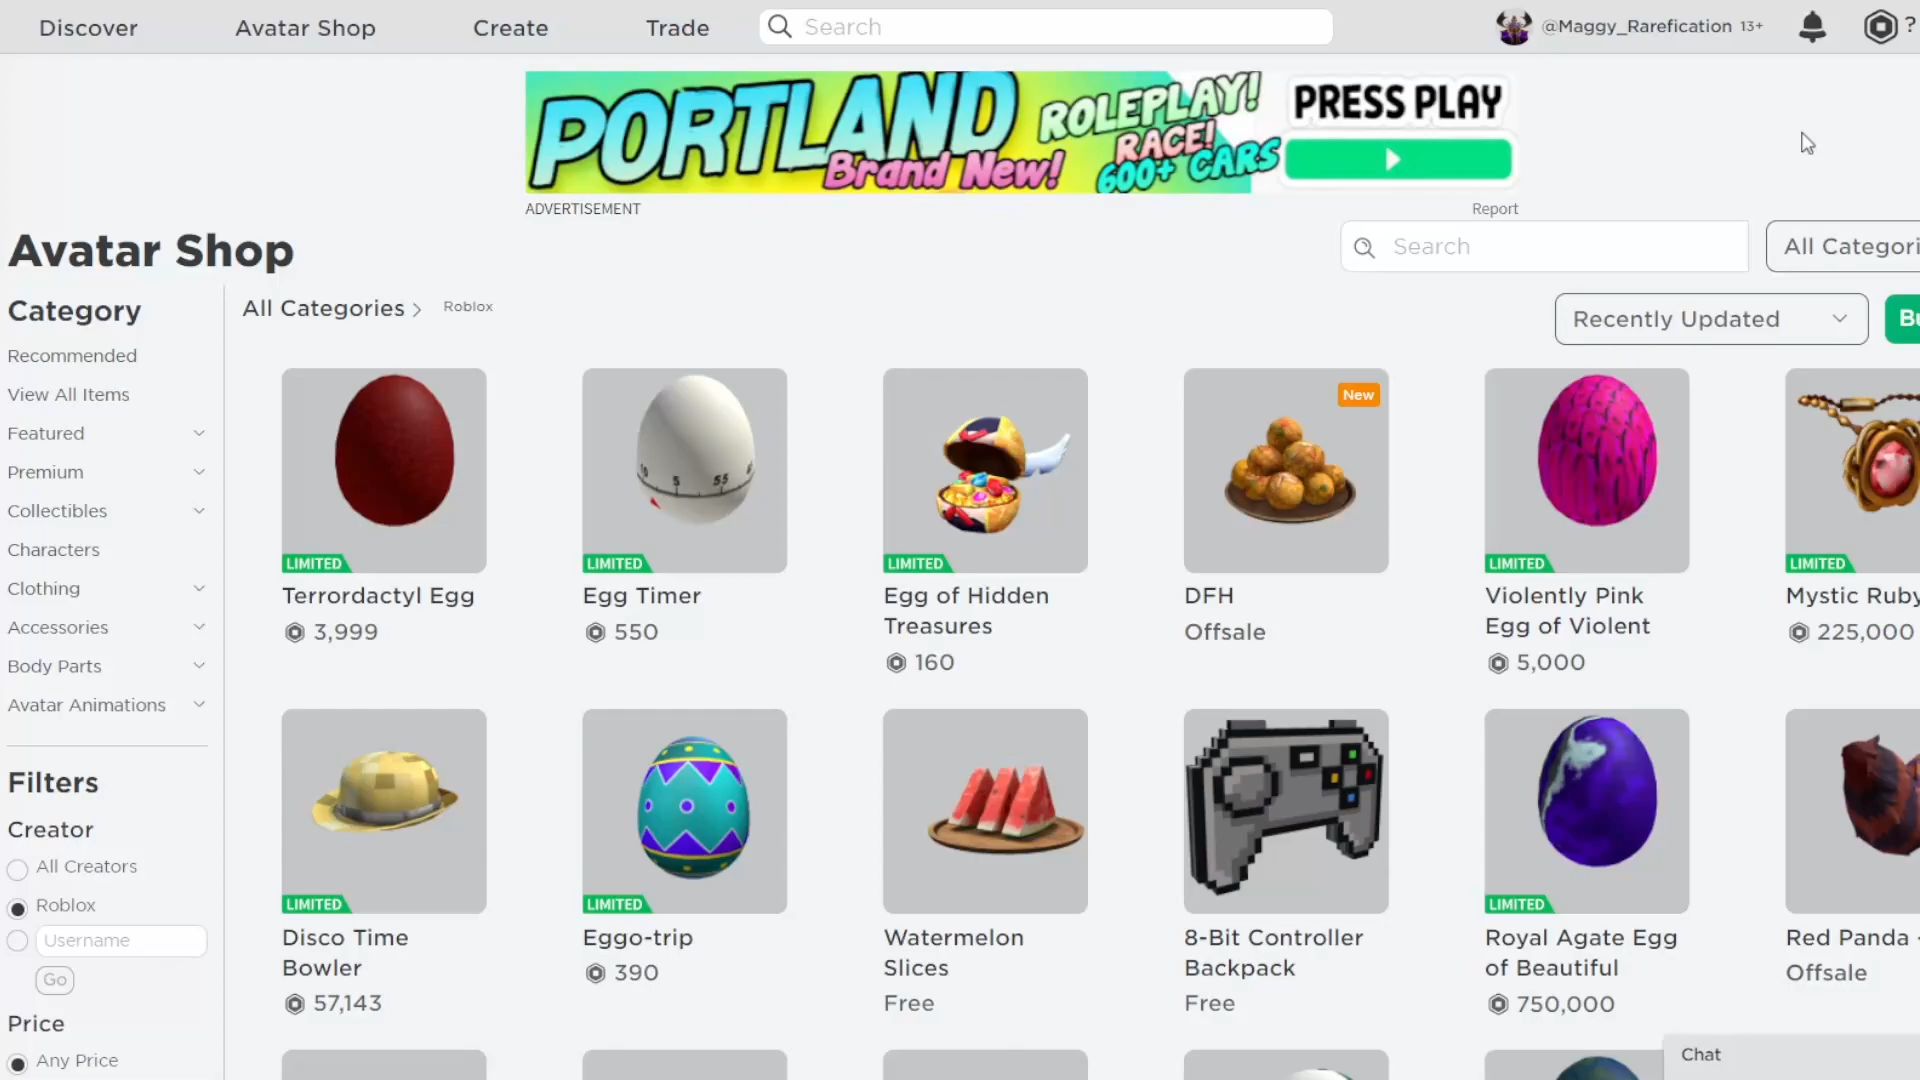 Discover
Avatar Shop
Create
Trade
Search
@Maggy_Rarefication 13+
?
PORTLAND
Brand New!
ROLEPLAY!
RACE!
600+ CARS
PRESS PLAY
ADVERTISEMENT
Report
Avatar Shop
Search
All Categori
Category
Recommended
View All Items
Featured
Premium
Collectibles
Characters
Clothing
Accessories
Body Parts
Avatar Animations
Filters
Creator
All Creators
Roblox
Username
Go
Price
Any Price
All Categories
Roblox
Recently Updated
Bu
LIMITED
Terrordactyl Egg
3,999
10 5 55
LIMITED
Egg Timer
550
LIMITED
Egg of Hidden
Treasures
160
New
DFH
Offsale
LIMITED
Violently Pink
Egg of Violent
5,000
LIMITED
Mystic Ruby
225,000
LIMITED
Disco Time
Bowler
57,143
LIMITED
Eggo-trip
390
Watermelon
Slices
Free
8-Bit Controller
Backpack
Free
LIMITED
Royal Agate Egg
of Beautiful
750,000
Red Panda
Offsale
Chat